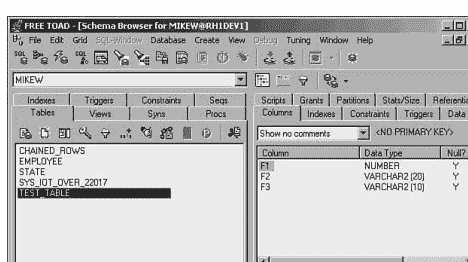 FREE TOAD - [Schema Browser for MIKEW@RH1DEV1]
File Edit Grid SQL-Window Database Create View Debug Tuning Window Help
SQL
SQL
MIKEW
Indexes Triggers Constraints Seqs
Tables Views Syns Procs
CHAINED_ROWS
EMPLOYEE
STATE
SYS_IOT_OVER_22017
TEST_TABLE
Scripts Grants Partitions Stats/Size Referentia
Columns Indexes Constraints Triggers Data
Show no comments <NO PRIMARY KEY>
Column Data Type Null?
F1 NUMBER Y
F2 VARCHAR2 (20) Y
F3 VARCHAR2 (10) Y